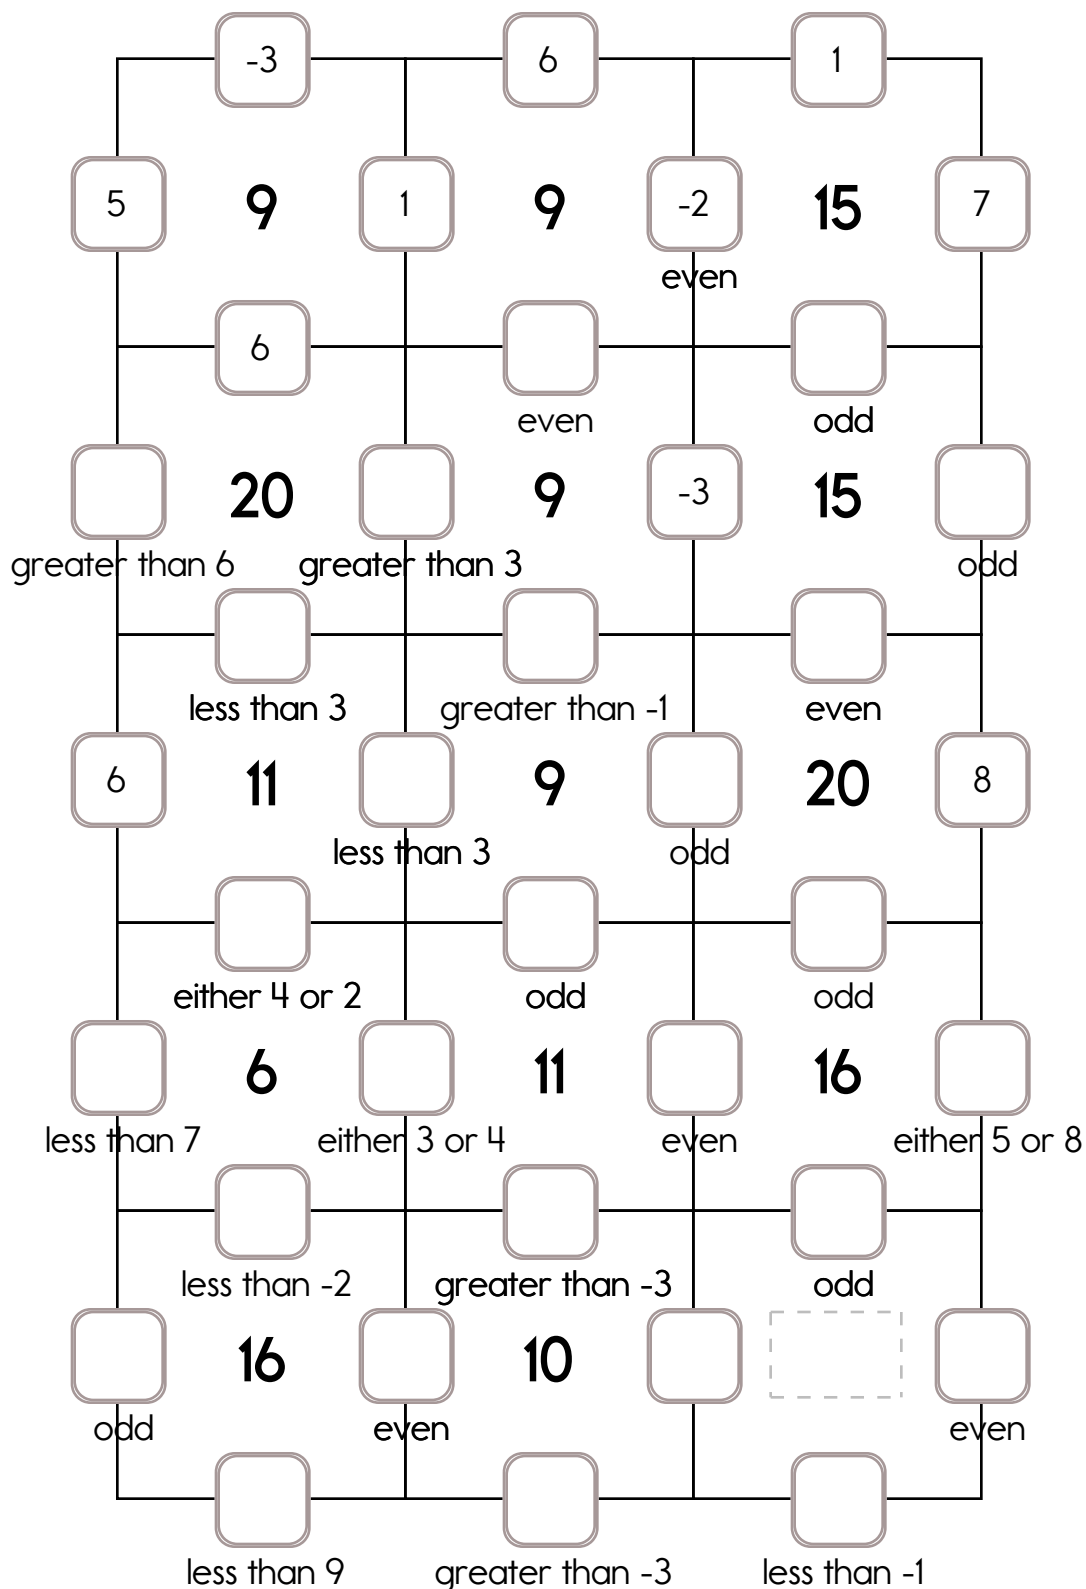 -3 6 1
5 9 1 9 -2 15 7
even
6
even odd
20 9 -3 15
greater than 6 greater than 3 odd
less than 3 greater than -1 even
6 11 9 20 8
less than 3 odd
either 4 or 2 odd odd
6 11 16
less than 7 either 3 or 4 even either 5 or 8
less than -2 greater than -3 odd
16 10
odd even even
less than 9 greater than -3 less than -1